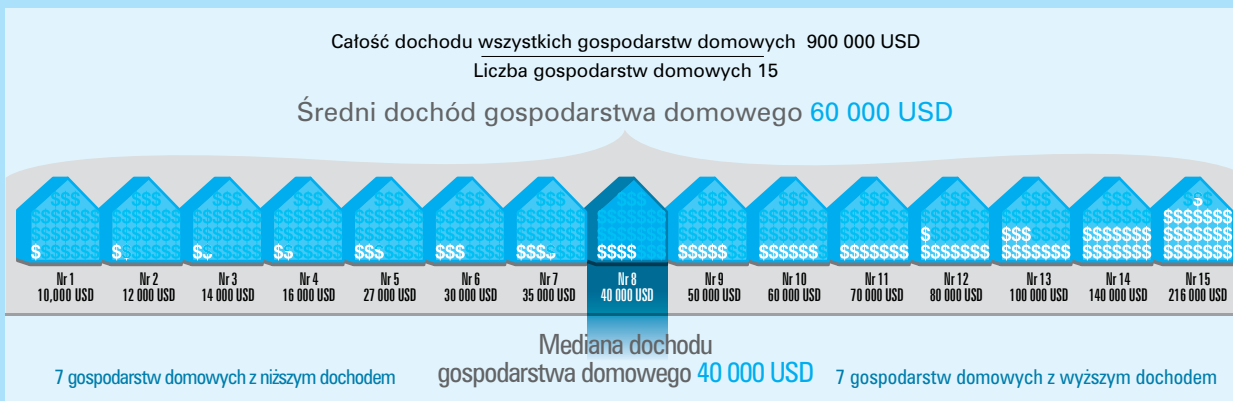 Całość dochodu wszystkich gospodarstw domowych 900 000 USD
Liczba gospodarstw domowych 15
Średni dochód gospodarstwa domowego 60 000 USD
Nr 1 Nr 2 Nr 3 Nr 4 Nr 5 Nr 6 Nr 7 Nr 8 Nr 9 Nr 10 Nr 11 Nr 12 Nr 13 Nr 14 Nr 15
10,000 USD 12 000 USD 14 000 USD 16 000 USD 27 000 USD 30 000 USD 35 000 USD 40 000 USD 50 000 USD 60 000 USD 70 000 USD 80 000 USD 100 000 USD 140 000 USD 216 000 USD
Mediana dochodu
gospodarstwa domowego 40 000 USD
7 gospodarstw domowych z niższym dochodem
7 gospodarstw domowych z wyższym dochodem